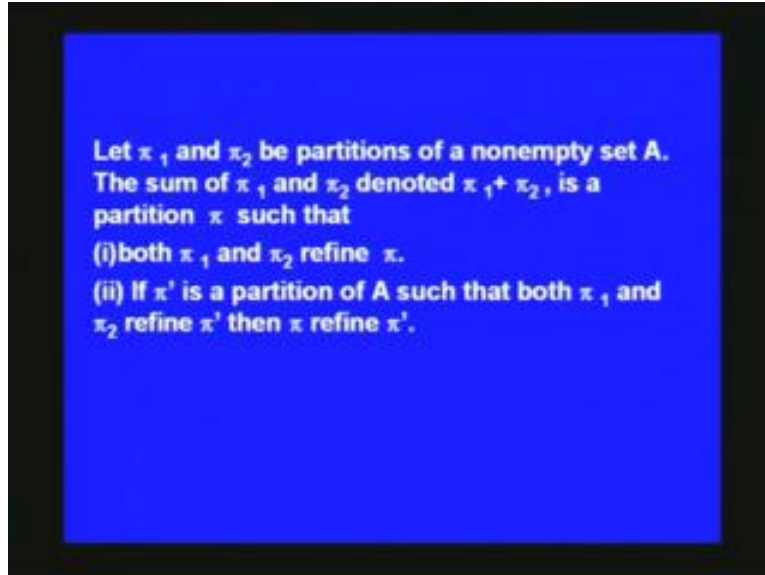 Let π 1 and π2 be partitions of a nonempty set A.
The sum of π 1 and π2 denoted π 1+ π2 , is a
partition π such that
(i)both π 1 and π2 refine π.
(ii) If π' is a partition of A such that both π 1 and
π2 refine π' then π refine π'.